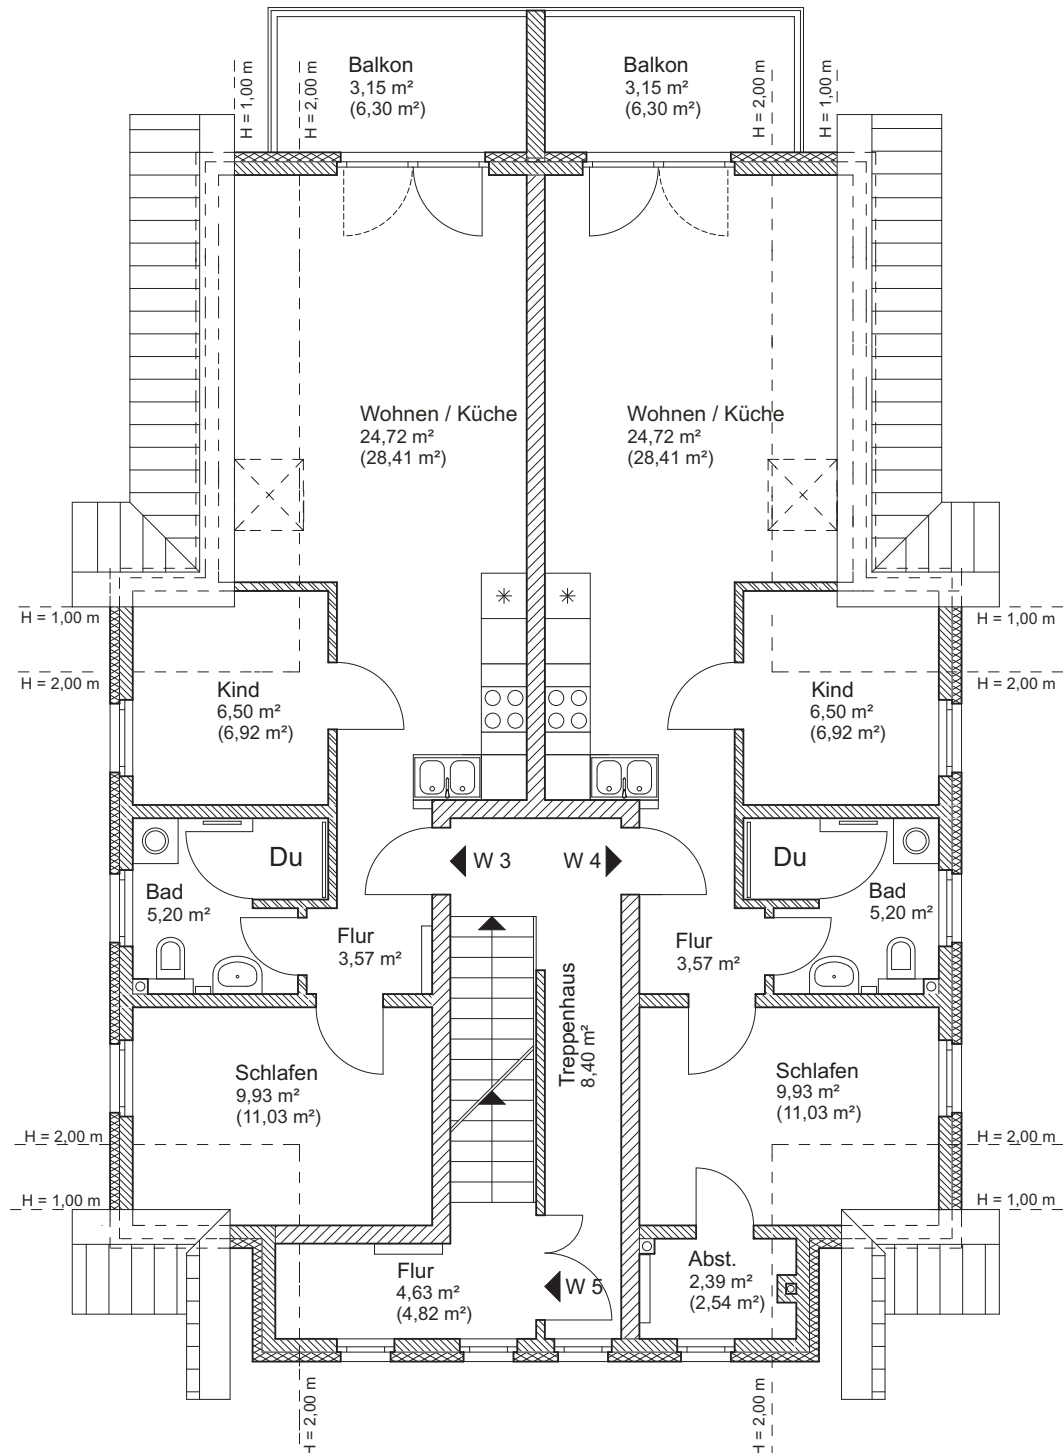 Balkon
3,15 m²
(6,30 m²)
Balkon
3,15 m²
(6,30 m²)
H = 1,00 m
H = 2,00 m
H = 2,00 m
H = 1,00 m
Wohnen / Küche
24,72 m²
(28,41 m²)
Wohnen / Küche
24,72 m²
(28,41 m²)
H = 1,00 m
H = 1,00 m
H = 2,00 m
H = 2,00 m
Kind
6,50 m²
(6,92 m²)
Kind
6,50 m²
(6,92 m²)
Du
W 3
W 4
Du
Bad
5,20 m²
Bad
5,20 m²
Flur
3,57 m²
Flur
3,57 m²
Treppenhaus
8,40 m²
Schlafen
9,93 m²
(11,03 m²)
Schlafen
9,93 m²
(11,03 m²)
H = 2,00 m
H = 2,00 m
H = 1,00 m
H = 1,00 m
Flur
4,63 m²
(4,82 m²)
W 5
Abst.
2,39 m²
(2,54 m²)
H = 2,00 m
H = 2,00 m